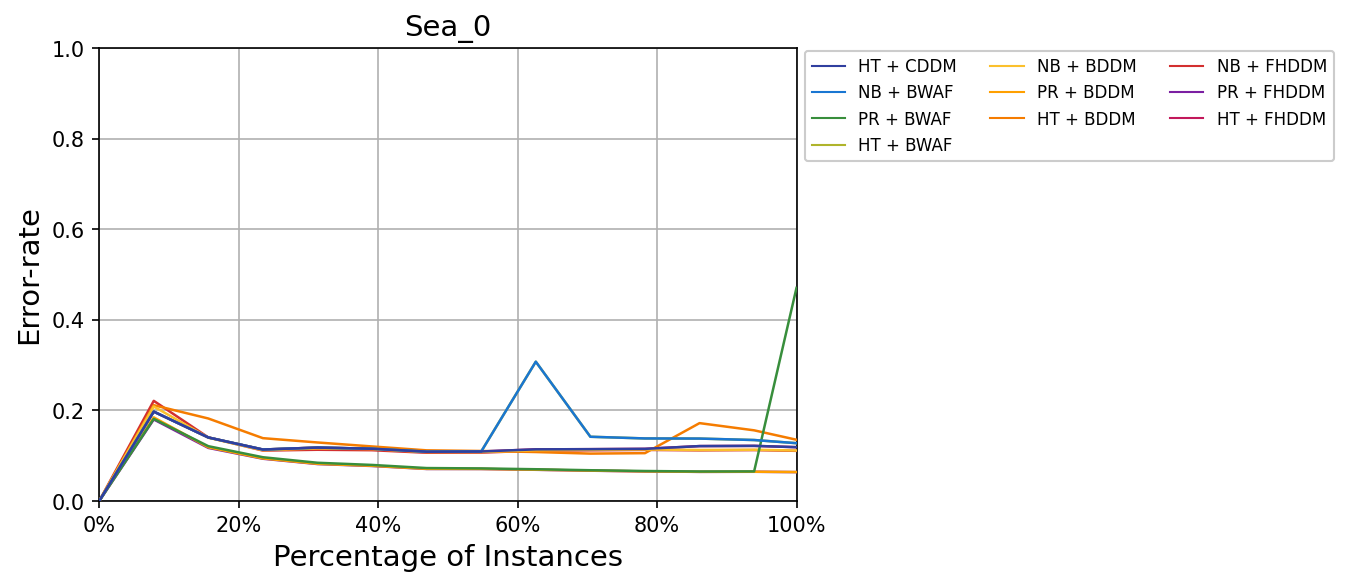 Sea_0
Error-rate
1.0
0.8
0.6
0.4
0.2
0.0
0%
20%
40%
60%
80%
100%
Percentage of Instances
HT + CDDM
NB + BWAF
PR + BWAF
HT + BWAF
NB + BDDM
PR + BDDM
HT + BDDM
NB + FHDDM
PR + FHDDM
HT + FHDDM